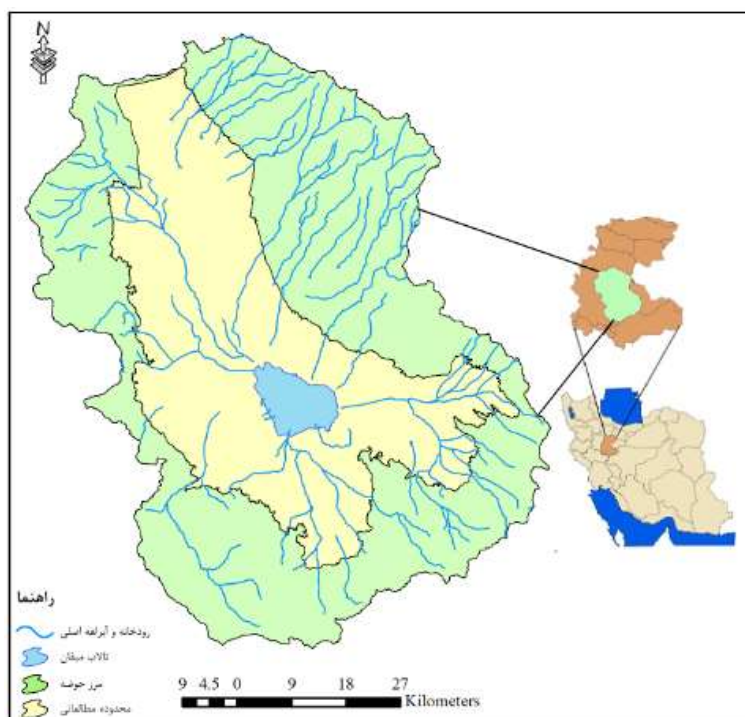 N
راهنما
رودخانه و آبراهه اصلی
تالاب میقان
مرز حوضه
محدوده مطالعاتی
9 4.5 0 9 18 27
Kilometers